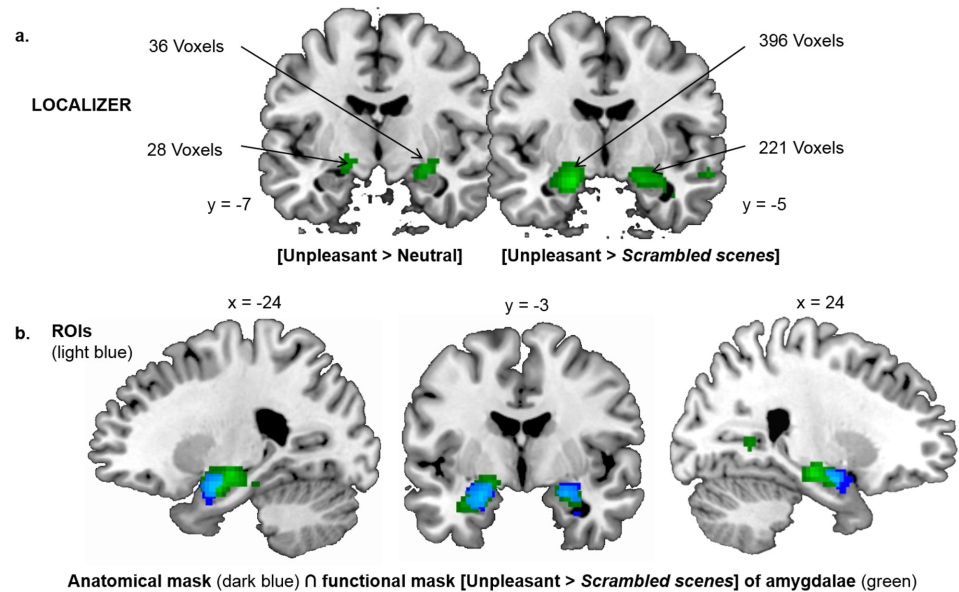 a.
36 Voxels
396 Voxels
LOCALIZER
28 Voxels
221 Voxels
y = -7
y = -5
[Unpleasant > Neutral]
[Unpleasant > Scrambled scenes]
b.
ROIs
(light blue)
x = -24
y = -3
x = 24
Anatomical mask (dark blue) ∩ functional mask [Unpleasant > Scrambled scenes] of amygdalae (green)